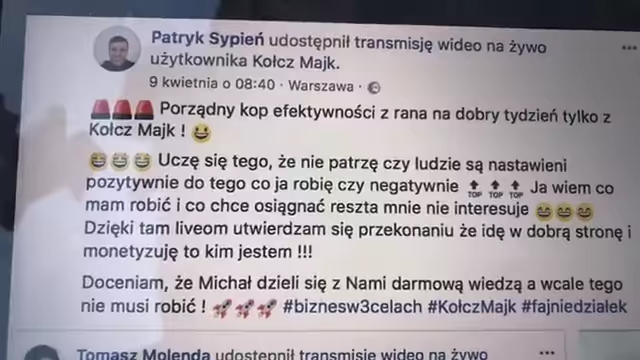 Patryk Sypień udostępnił transmisję wideo na żywo
użytkownika Kołcz Majk.
9 kwietnia o 08:40 · Warszawa ·
🚨🚨🚨 Porządny kop efektywności z rana na dobry tydzień tylko z
Kołcz Majk ! 😃
😄😄😄 Uczę się tego, że nie patrzę czy ludzie są nastawieni
pozytywnie do tego co ja robię czy negatywnie 🔝🔝🔝 Ja wiem co
mam robić i co chce osiągnać reszta mnie nie interesuje 😄😄😄
Dzięki tam liveom utwierdzam się przekonaniu że idę w dobrą stronę i
monetyzuję to kim jestem !!!
Doceniam, że Michał dzieli się z Nami darmową wiedzą a wcale tego
nie musi robić ! 🚀🚀🚀 #biznesw3celach #KołczMajk #fajniedzialek
Tomasz Molenda udostępnił transmisję wideo na żywo